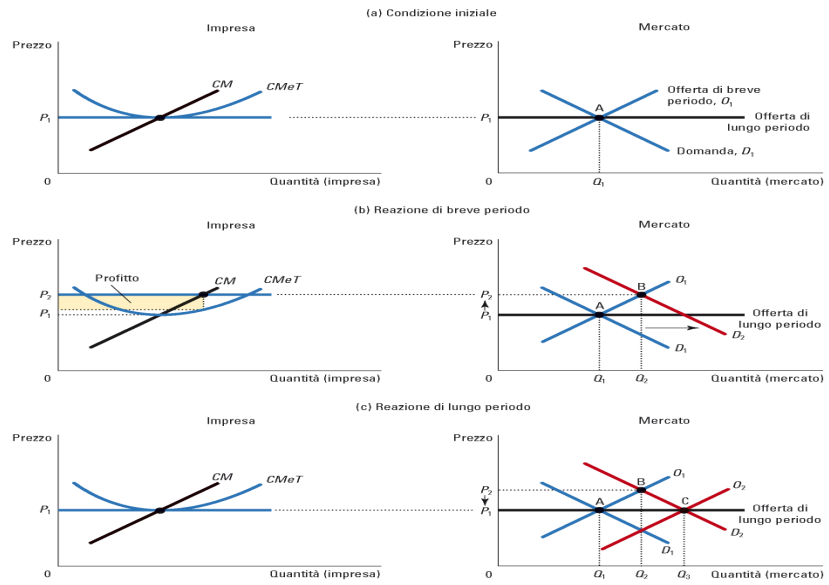 (a) Condizione iniziale
Impresa
Mercato
Prezzo
CM
CMeT
P1
0
Quantità (impresa)
Prezzo
A
Offerta di breve
periodo, O1
P1
Offerta di
lungo periodo
Domanda, D1
0
Q1
Quantità (mercato)
(b) Reazione di breve periodo
Impresa
Mercato
Prezzo
Profitto
CM
CMeT
P2
P1
0
Quantità (impresa)
Prezzo
O1
B
P2
A
P1
Offerta di
lungo periodo
D2
D1
0
Q1
Q2
Quantità (mercato)
(c) Reazione di lungo periodo
Impresa
Mercato
Prezzo
CM
CMeT
P1
0
Quantità (impresa)
Prezzo
O1
B
P2
O2
A
C
P1
Offerta di
lungo periodo
D2
D1
0
Q1
Q2
Q3
Quantità (mercato)